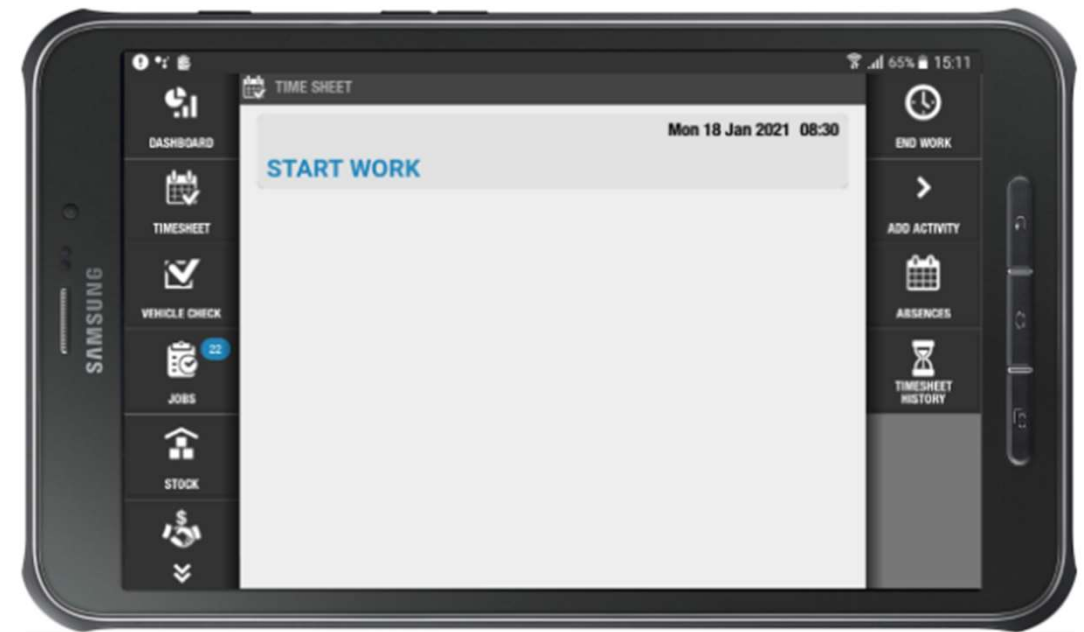 65% 15:11
TIME SHEET
DASHBOARD
TIMESHEET
VEHICLE CHECK
22
JOBS
STOCK
Mon 18 Jan 2021 08:30
START WORK
END WORK
ADD ACTIVITY
ABSENCES
TIMESHEET
HISTORY
SAMSUNG